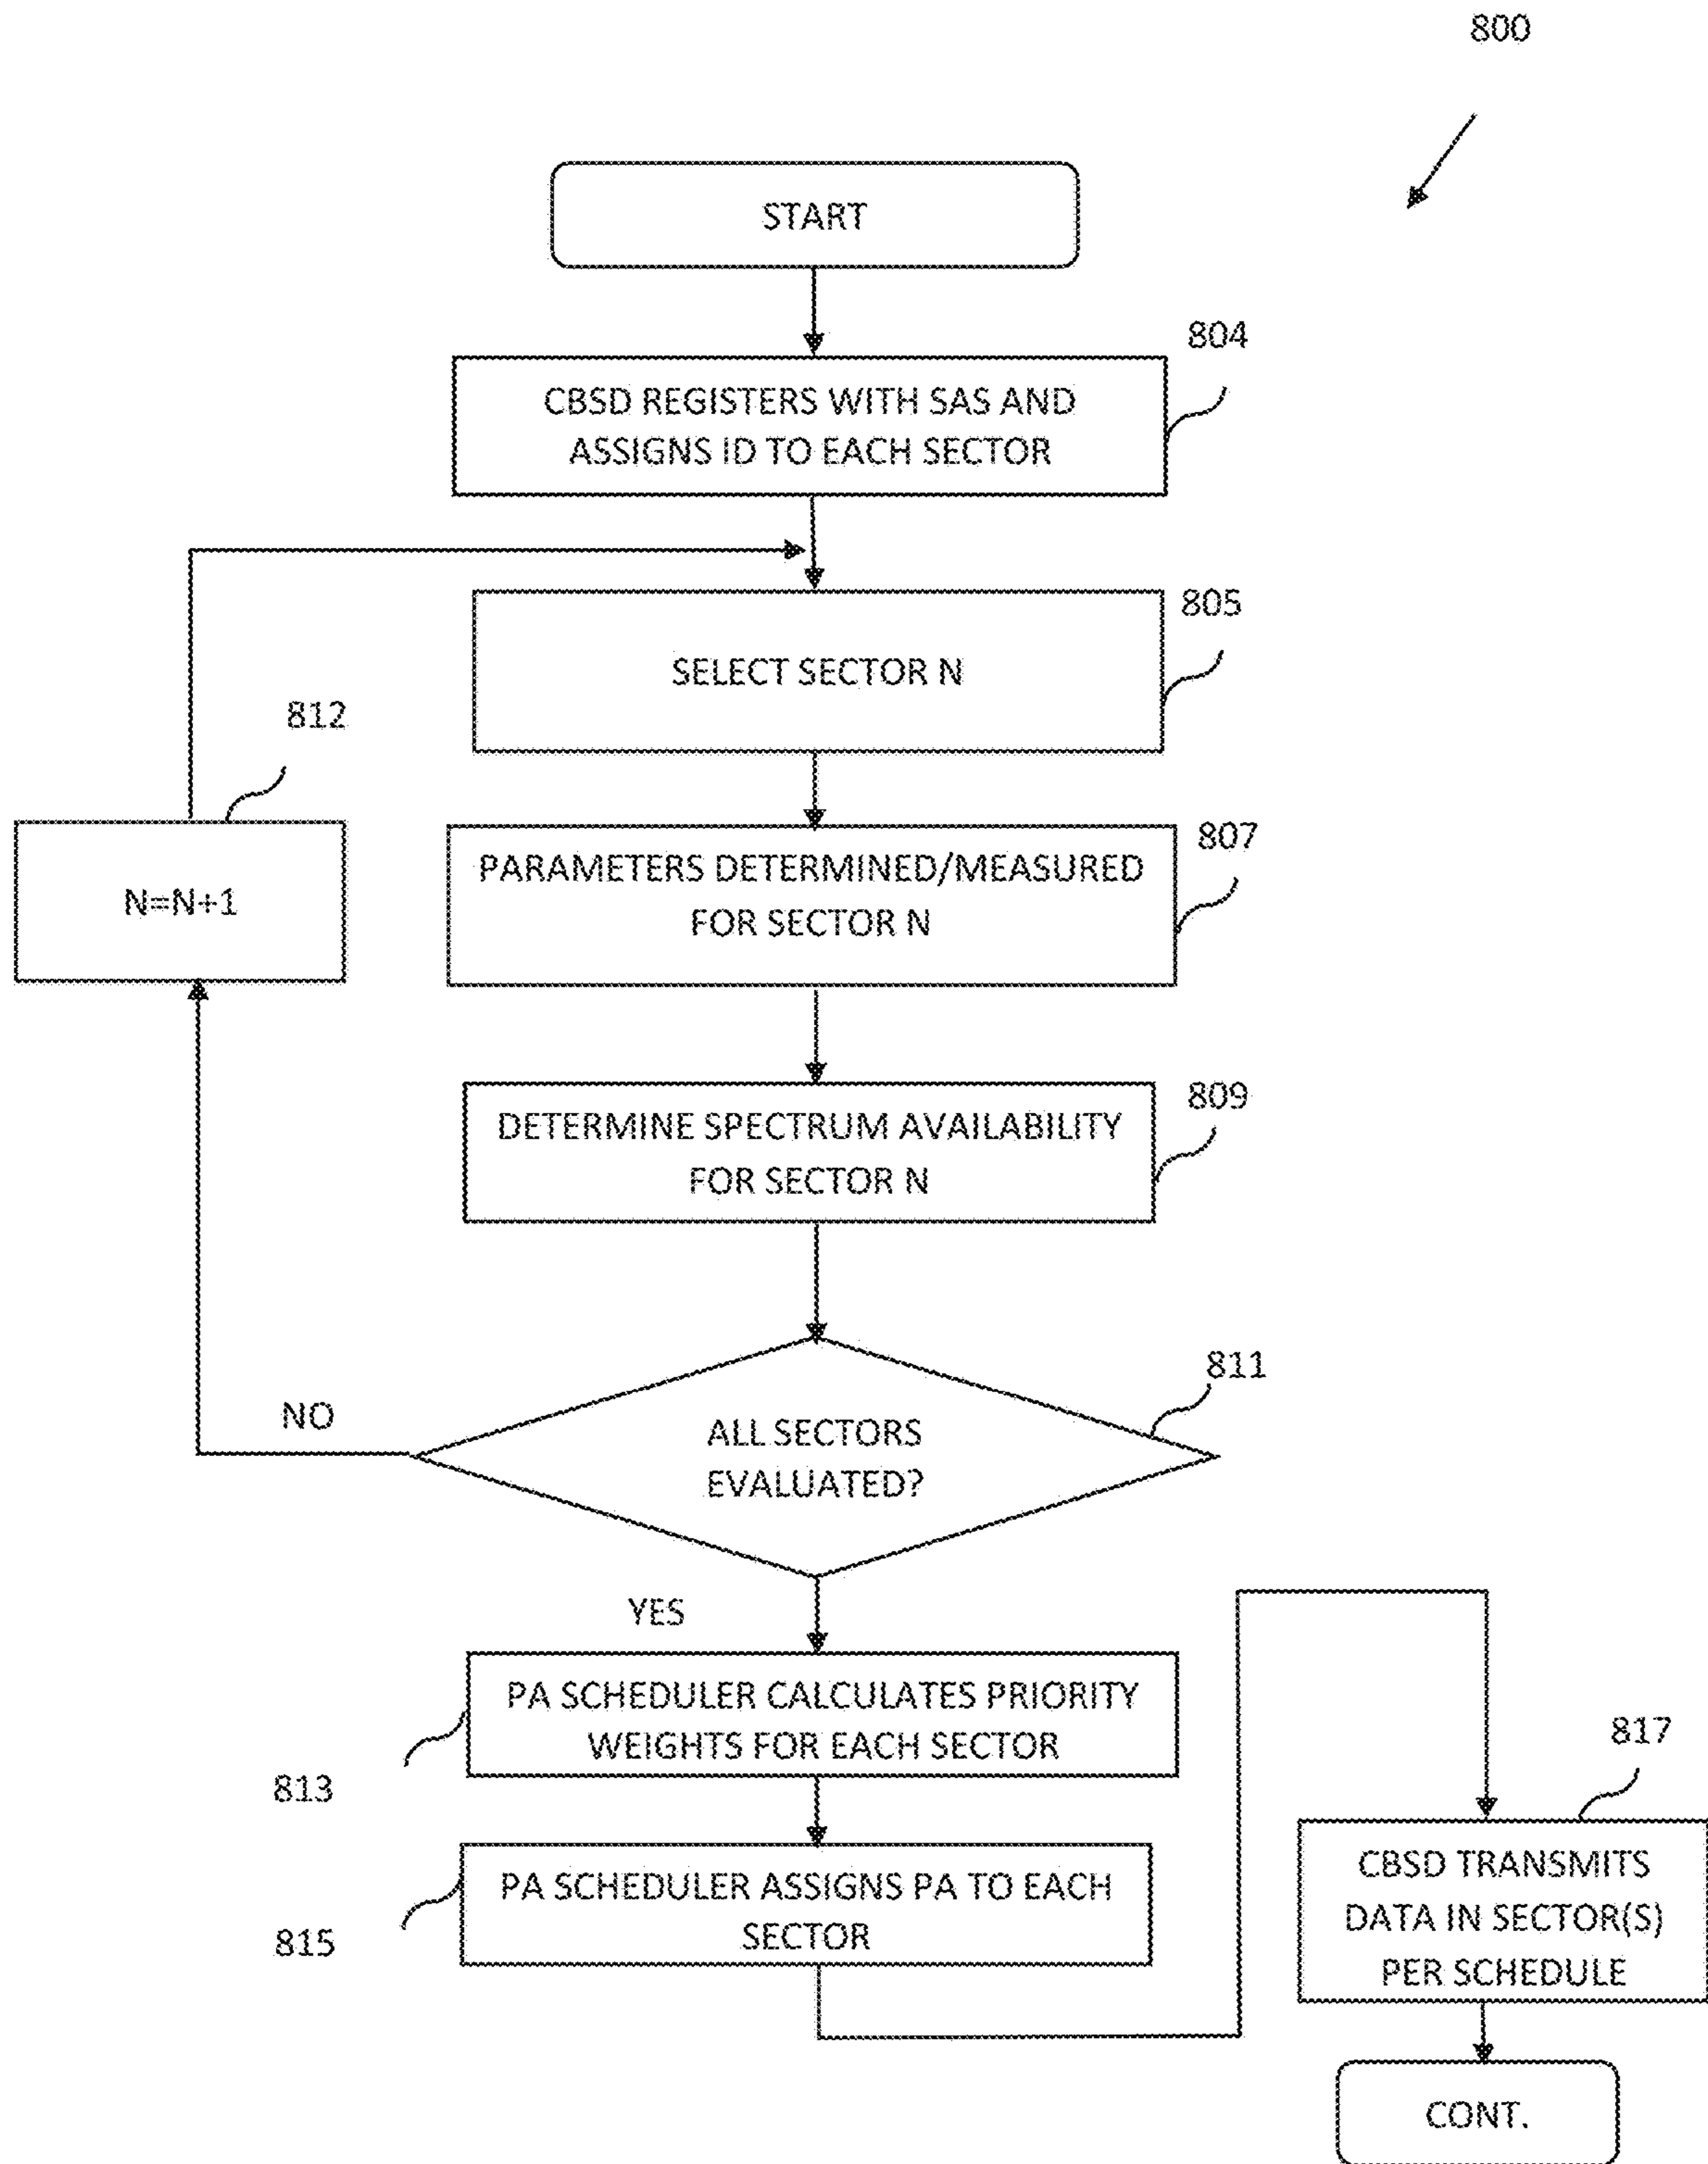 800
START
804
CBSD REGISTERS WITH SAS AND
ASSIGNS ID TO EACH SECTOR
805
SELECT SECTOR N
812
N=N+1
807
PARAMETERS DETERMINED/MEASURED
FOR SECTOR N
809
DETERMINE SPECTRUM AVAILABILITY
FOR SECTOR N
811
NO
ALL SECTORS
EVALUATED?
YES
PA SCHEDULER CALCULATES PRIORITY
WEIGHTS FOR EACH SECTOR
813
PA SCHEDULER ASSIGNS PA TO EACH
SECTOR
815
817
CBSD TRANSMITS
DATA IN SECTOR(S)
PER SCHEDULE
CONT.